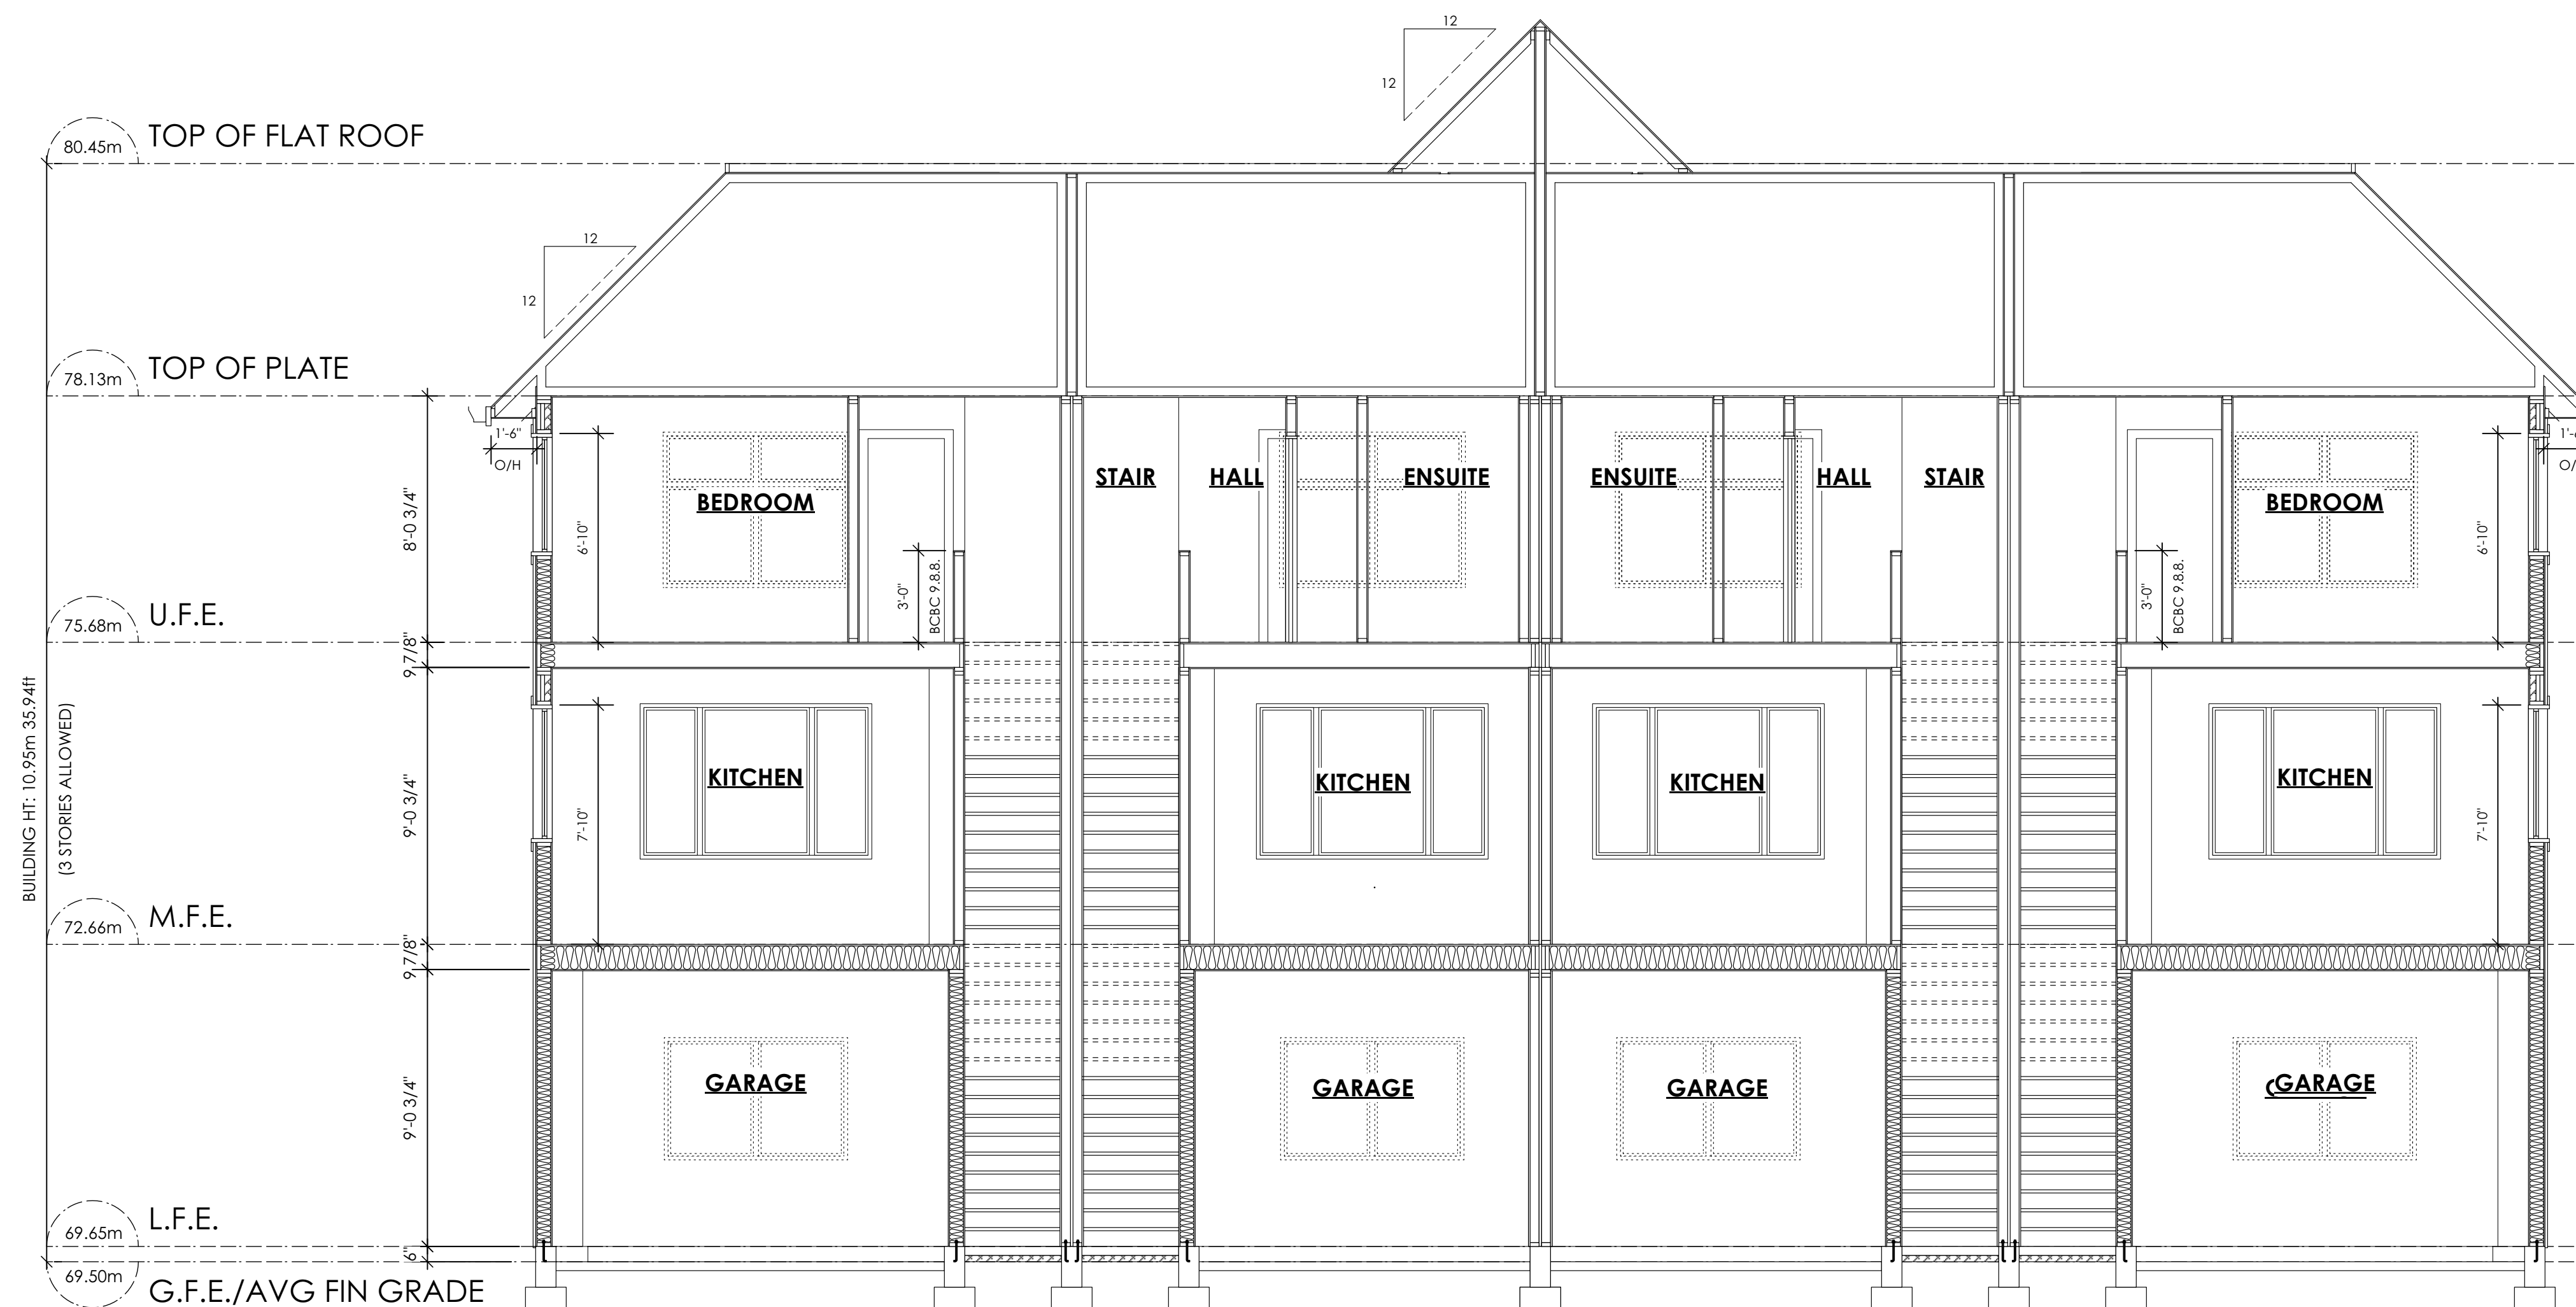 12
12
80.45m TOP OF FLAT ROOF
12
12
78.13m TOP OF PLATE
1'-6"
O/H
1'-
O/
STAIR HALL ENSUITE ENSUITE HALL STAIR
BEDROOM BEDROOM
8'-0 3/4"
6'-10"
6'-10"
3'-0"
BCBC 9.8.8.
3'-0"
BCBC 9.8.8.
75.68m U.F.E.
9 7/8"
BUILDING HT: 10.95m 35.94ft
(3 STORIES ALLOWED)
9'-0 3/4"
7'-10"
7'-10"
KITCHEN KITCHEN KITCHEN KITCHEN
72.66m M.F.E.
9 7/8"
9'-0 3/4"
GARAGE GARAGE GARAGE GARAGE
69.65m L.F.E.
6"
69.50m G.F.E./AVG FIN GRADE